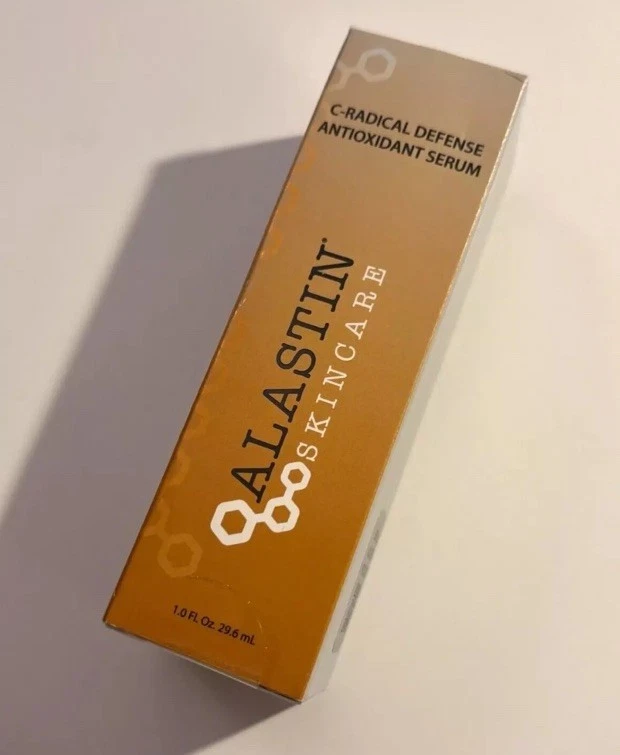 C-RADICAL DEFENSE
ANTIOXIDANT SERUM
ALASTIN®
SKINCARE
1.0 Fl. Oz. 29.6 mL